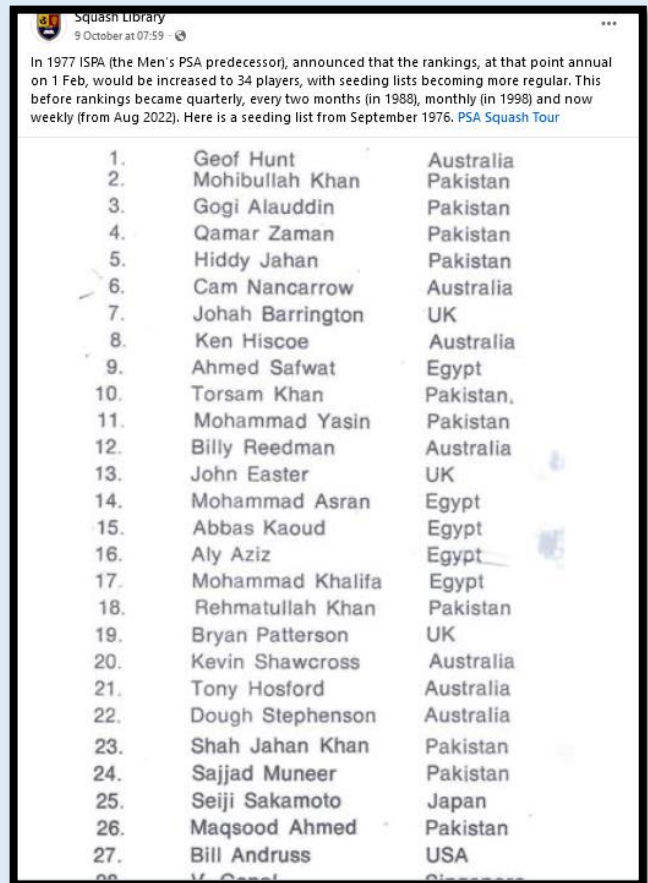 Squash Library
9 October at 07:59
In 1977 ISPA (the Men's PSA predecessor), announced that the rankings, at that point annual
on 1 Feb, would be increased to 34 players, with seeding lists becoming more regular. This
before rankings became quarterly, every two months (in 1988), monthly (in 1998) and now
weekly (from Aug 2022). Here is a seeding list from September 1976. PSA Squash Tour
1. Geof Hunt Australia
2. Mohibullah Khan Pakistan
3. Gogi Alauddin Pakistan
4. Qamar Zaman Pakistan
5. Hiddy Jahan Pakistan
6. Cam Nancarrow Australia
7. Johah Barrington UK
8. Ken Hiscoe Australia
9. Ahmed Safwat Egypt
10. Torsam Khan Pakistan.
11. Mohammad Yasin Pakistan
12. Billy Reedman Australia
13. John Easter UK
14. Mohammad Asran Egypt
15. Abbas Kaoud Egypt
16. Aly Aziz Egypt
17. Mohammad Khalifa Egypt
18. Rehmatullah Khan Pakistan
19. Bryan Patterson UK
20. Kevin Shawcross Australia
21. Tony Hosford Australia
22. Dough Stephenson Australia
23. Shah Jahan Khan Pakistan
24. Sajjad Muneer Pakistan
25. Seiji Sakamoto Japan
26. Maqsood Ahmed Pakistan
27. Bill Andruss USA